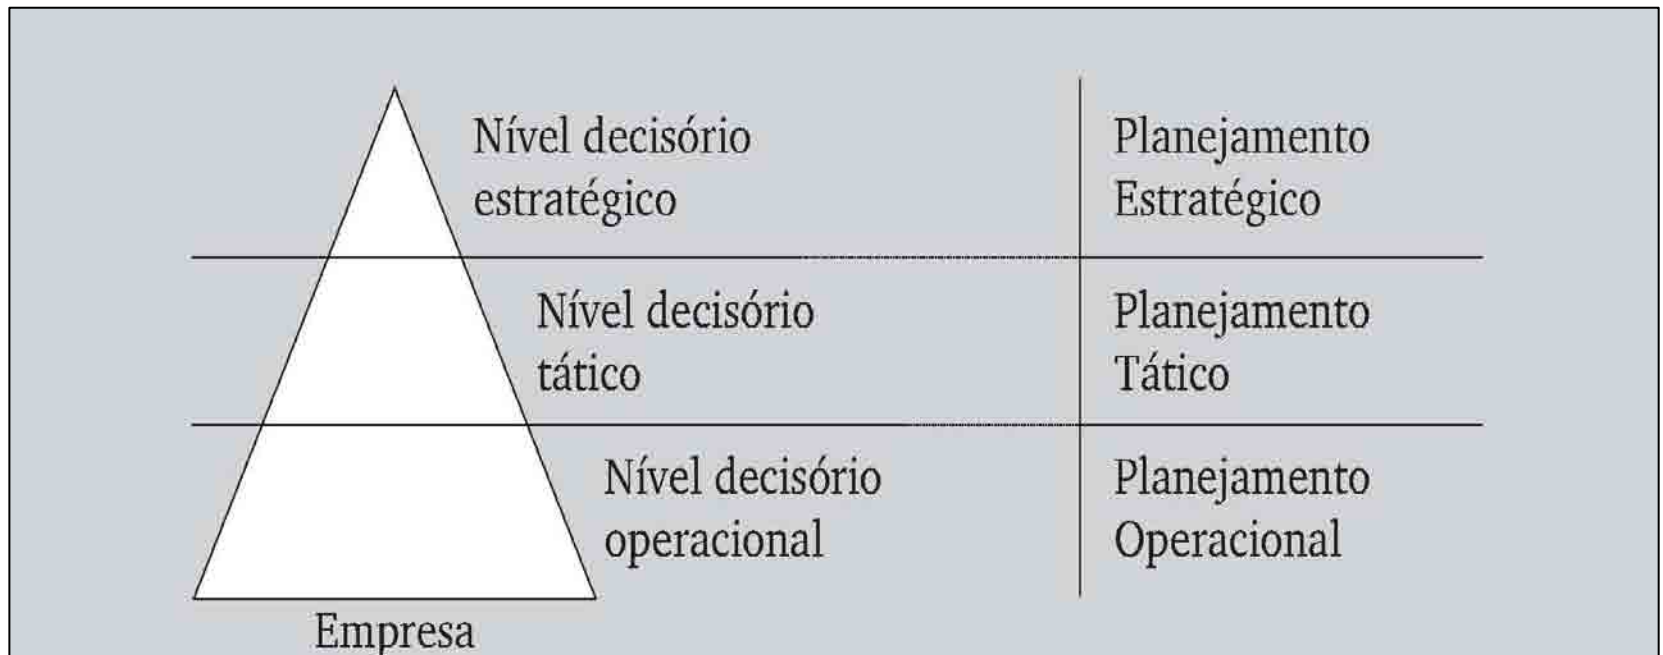 Nível decisório
estratégico
Planejamento
Estratégico
Nível decisório
tático
Planejamento
Tático
Nível decisório
operacional
Planejamento
Operacional
Empresa